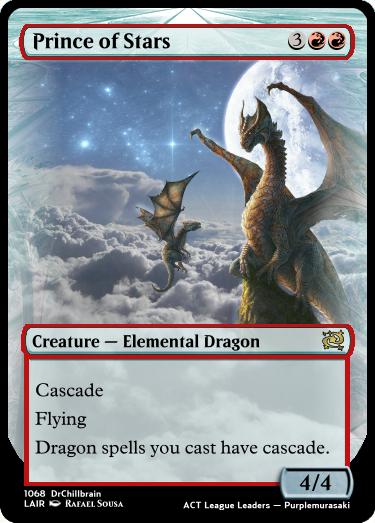 Prince of Stars 3
Creature — Elemental Dragon
Cascade
Flying
Dragon spells you cast have cascade.
4/4
1068 DrChillbrain
LAIR Rafael Sousa
ACT League Leaders — Purplemurasaki